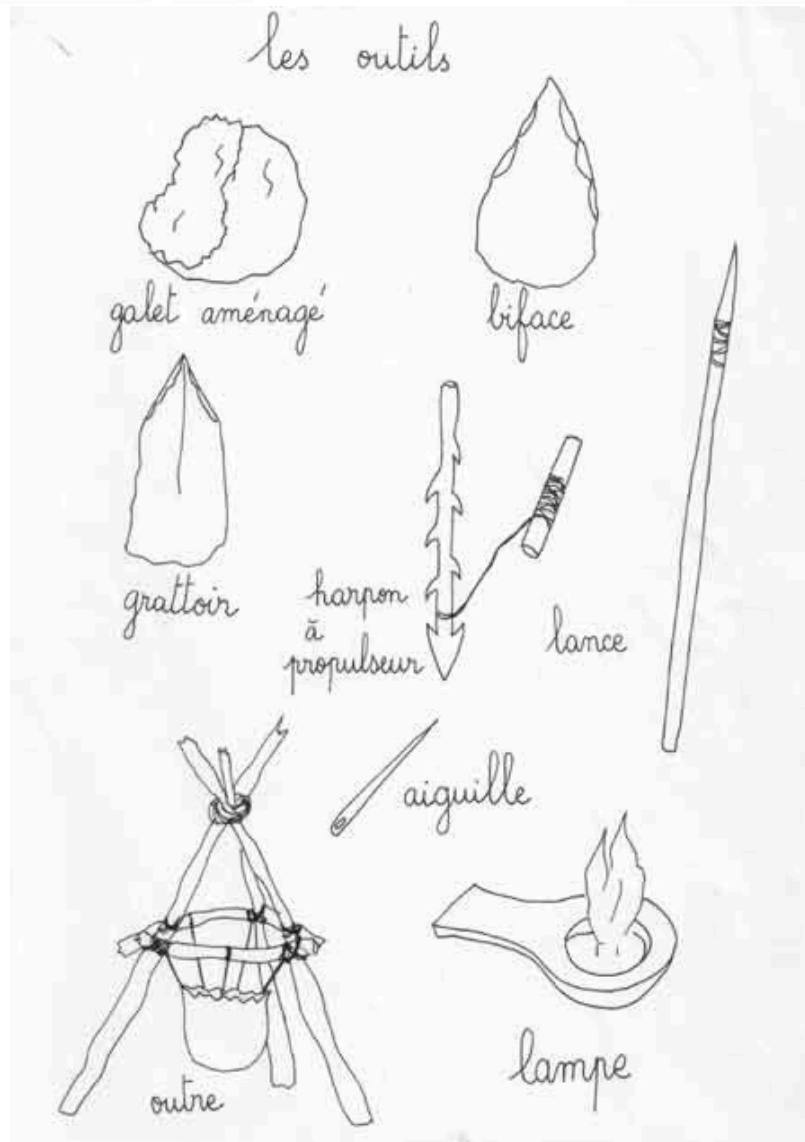 les outils
galet aménagé
biface
grattoir
harpon
à
propulseur
lance
aiguille
outre
lampe